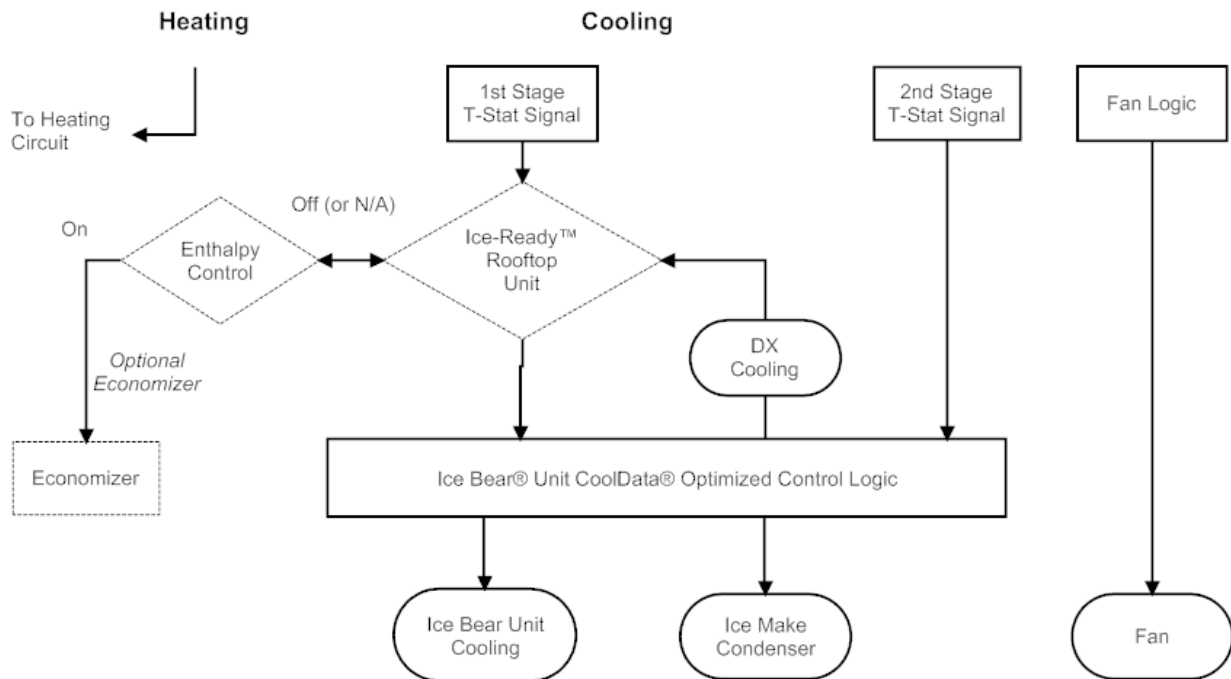 Heating
Cooling
1st Stage
T-Stat Signal
2nd Stage
T-Stat Signal
Fan Logic
To Heating
Circuit
Off (or N/A)
On
Enthalpy
Control
Ice-Ready™
Rooftop
Unit
DX
Cooling
Optional
Economizer
Economizer
Ice Bear® Unit CoolData® Optimized Control Logic
Ice Bear Unit
Cooling
Ice Make
Condenser
Fan